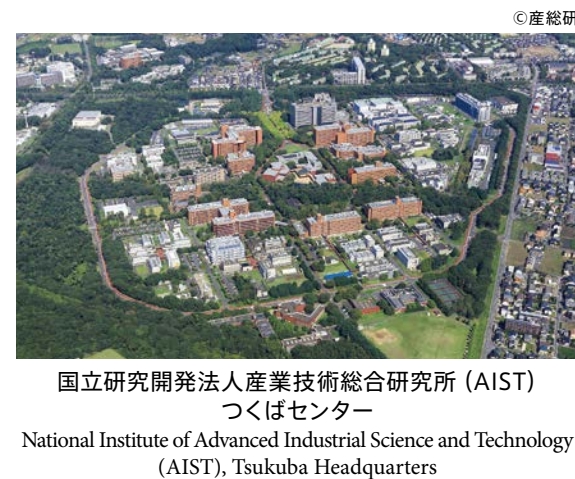 ©産総研
国立研究開発法人産業技術総合研究所 (AIST)
つくばセンター
National Institute of Advanced Industrial Science and Technology
(AIST), Tsukuba Headquarters